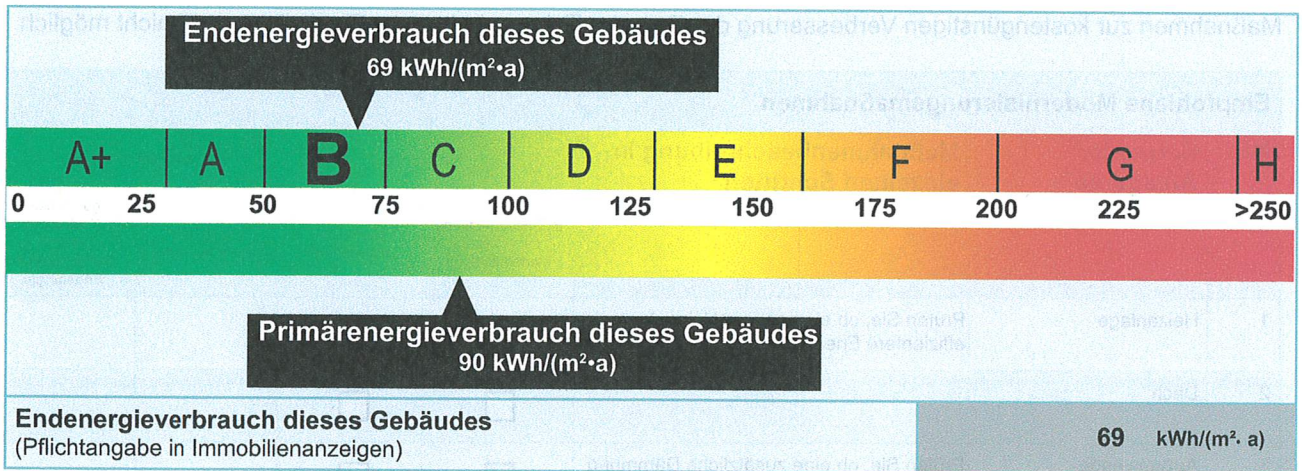 Endenergieverbrauch dieses Gebäudes
69 kWh/(m²•a)
A+ A B C D E F G H
0 25 50 75 100 125 150 175 200 225 >250
Primärenergieverbrauch dieses Gebäudes
90 kWh/(m²•a)
Endenergieverbrauch dieses Gebäudes
(Pflichtangabe in Immobilienanzeigen)
69 kWh/(m²· a)